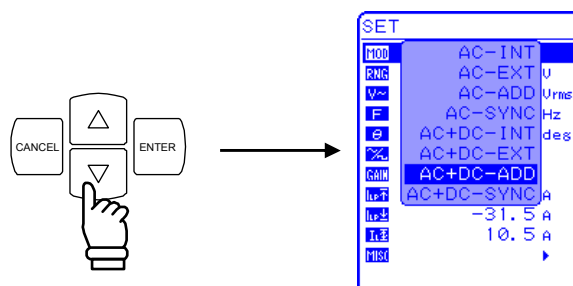 SET
CANCEL
ENTER
MOD AC-INT
RNG AC-EXT V
V~ AC-ADD Vrms
F AC-SYNC Hz
θ AC+DC-INT deg
AC+DC-EXT
GAIN AC+DC-ADD
AC+DC-SYNC A
-31.5 A
10.5 A
MISC